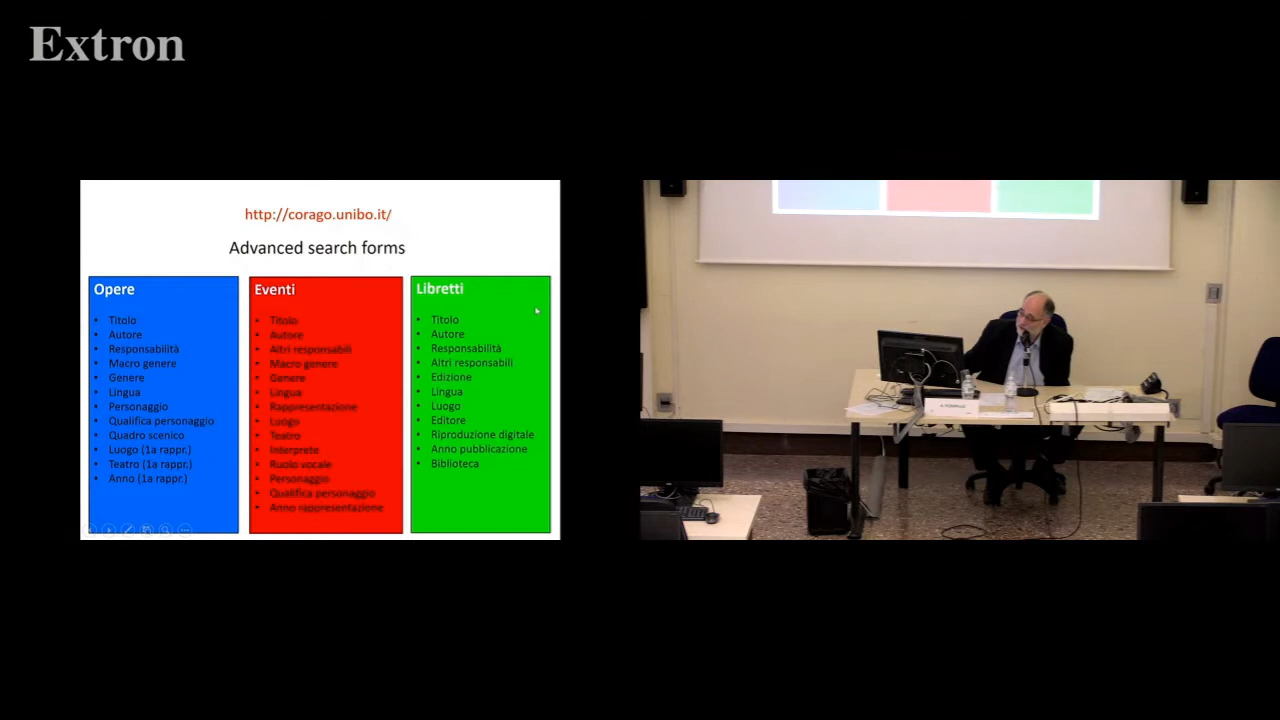 Extron
http://corago.unibo.it/
Advanced search forms
Opere
• Titolo
• Autore
• Responsabilità
• Macro genere
• Genere
• Lingua
• Personaggio
• Qualifica personaggio
• Quadro scenico
• Luogo (1a rappr.)
• Teatro (1a rappr.)
• Anno (1a rappr.)
Eventi
• Titolo
• Autore
• Altri responsabili
• Macro genere
• Genere
• Lingua
• Rappresentazione
• Luogo
• Teatro
• Interprete
• Ruolo vocale
• Personaggio
• Qualifica personaggio
• Anno rappresentazione
Libretti
• Titolo
• Autore
• Responsabilità
• Altri responsabili
• Edizione
• Lingua
• Luogo
• Editore
• Riproduzione digitale
• Anno pubblicazione
• Biblioteca